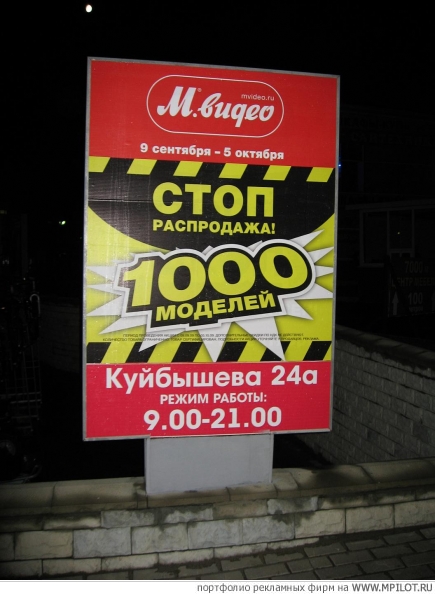 mvideo.ru
М.видео
9 сентября – 5 октября
СТОП
РАСПРОДАЖА!
1000
МОДЕЛЕЙ
Куйбышева 24а
РЕЖИМ РАБОТЫ:
9.00-21.00
портфолио рекламных фирм на WWW.MPILOT.RU